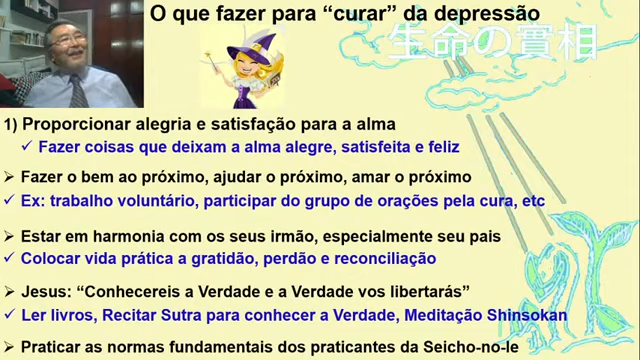 O que fazer para “curar” da depressão
生命の實相
1) Proporcionar alegria e satisfação para a alma
✓ Fazer coisas que deixam a alma alegre, satisfeita e feliz
➢ Fazer o bem ao próximo, ajudar o próximo, amar o próximo
✓ Ex: trabalho voluntário, participar do grupo de orações pela cura, etc
➢ Estar em harmonia com os seus irmão, especialmente seu pais
✓ Colocar vida prática a gratidão, perdão e reconciliação
➢ Jesus: “Conhecereis a Verdade e a Verdade vos libertarás”
✓ Ler livros, Recitar Sutra para conhecer a Verdade, Meditação Shinsokan
➢ Praticar as normas fundamentais dos praticantes da Seicho-no-Ie